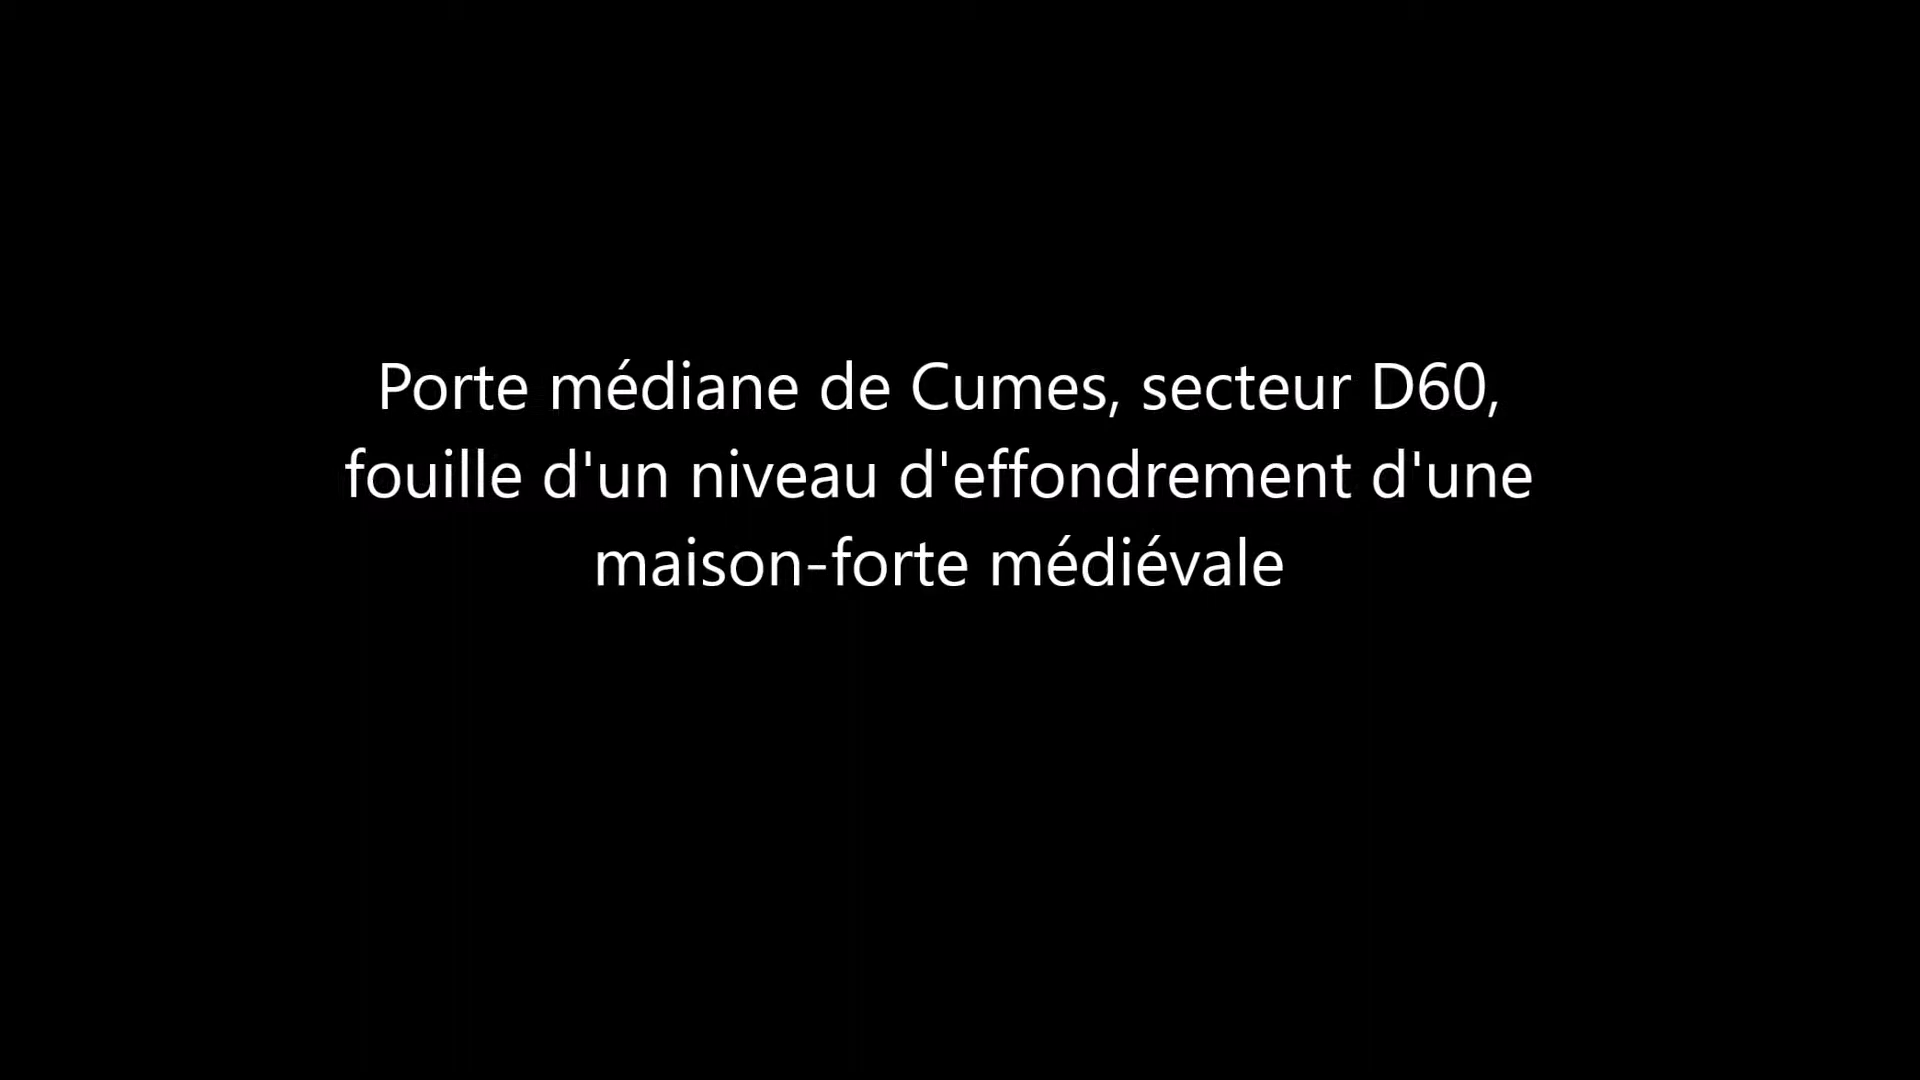 Porte médiane de Cumes, secteur D60,
fouille d'un niveau d'effondrement d'une
maison-forte médiévale